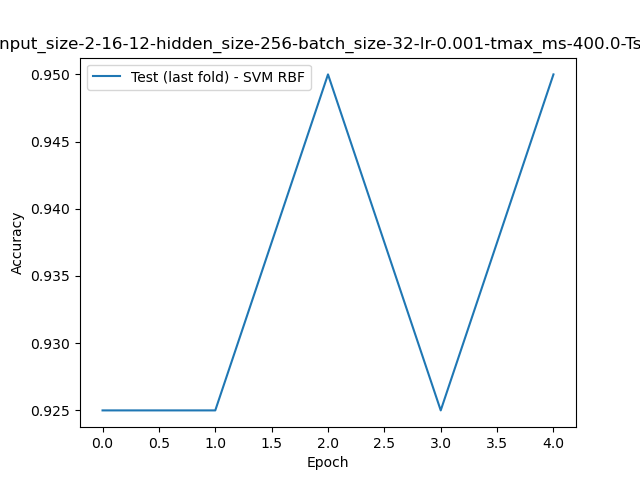 nput_size-2-16-12-hidden_size-256-batch_size-32-lr-0.001-tmax_ms-400.0-Ts
Test (last fold) - SVM RBF
0.950
0.945
0.940
0.935
0.930
0.925
Accuracy
0.0 0.5 1.0 1.5 2.0 2.5 3.0 3.5 4.0
Epoch